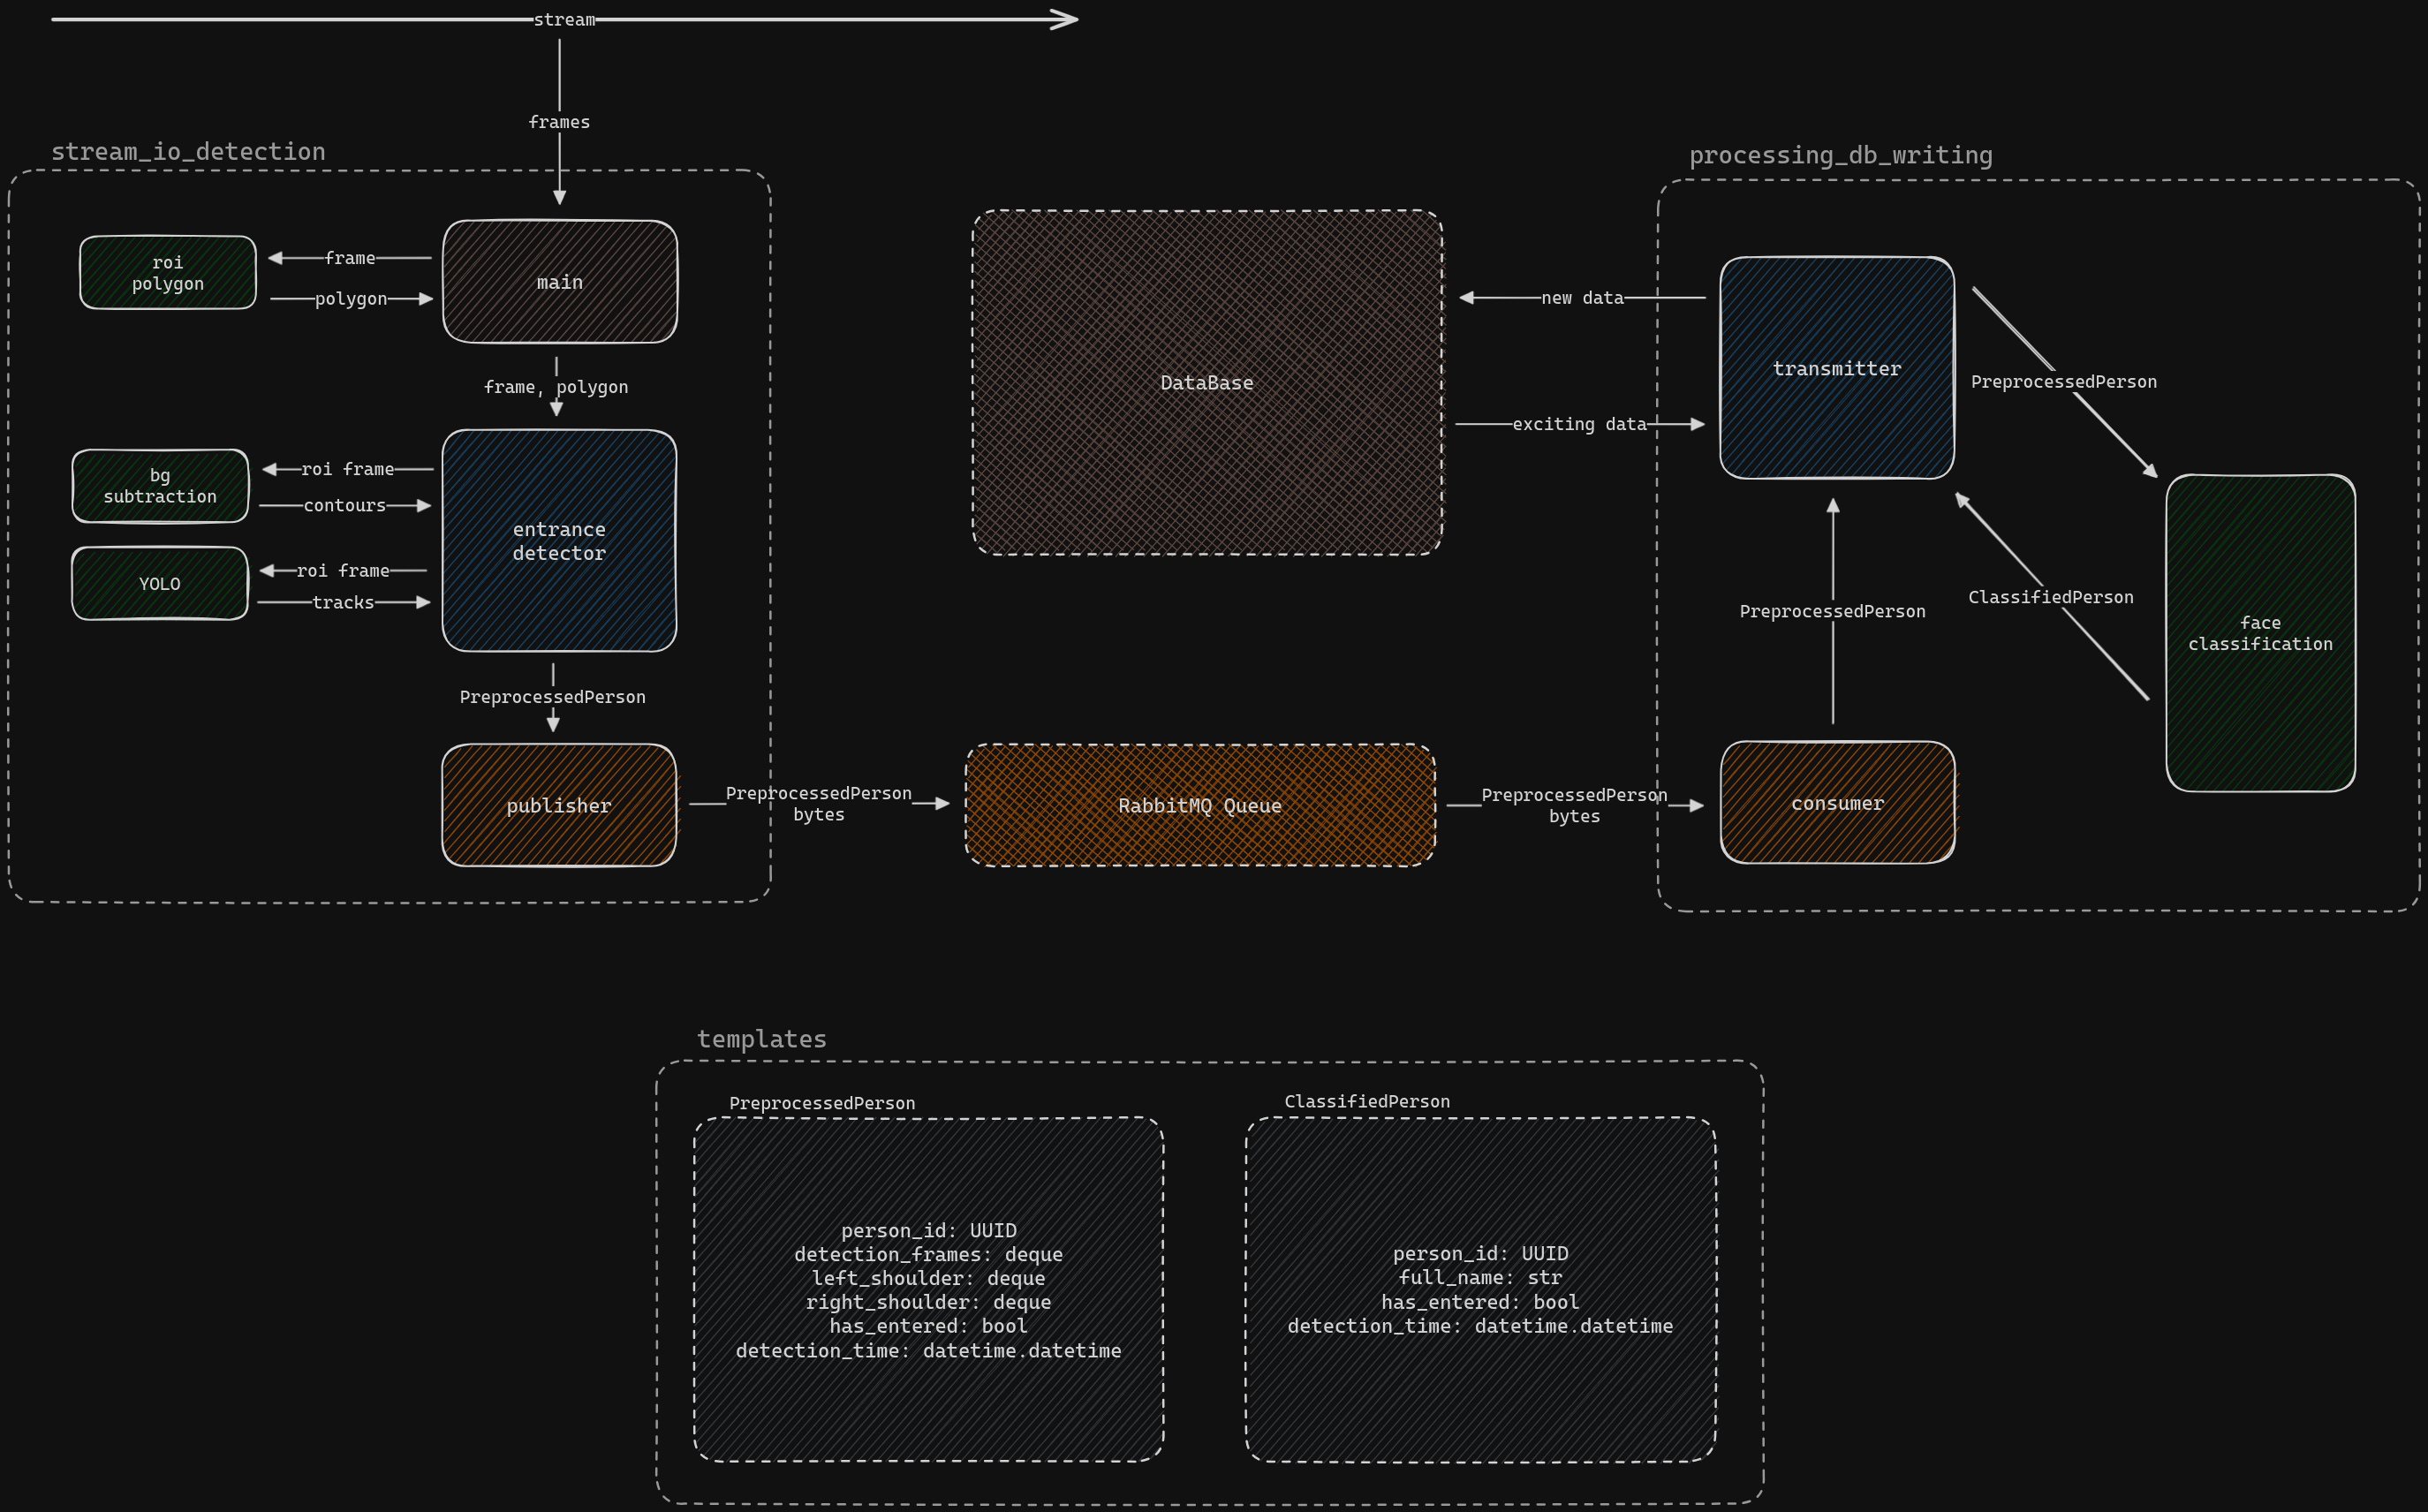 stream
frames
stream_io_detection
roi
polygon
frame
polygon
main
frame, polygon
bg
subtraction
roi frame
contours
YOLO
roi frame
tracks
entrance
detector
PreprocessedPerson
publisher
PreprocessedPerson
bytes
DataBase
RabbitMQ Queue
PreprocessedPerson
bytes
processing_db_writing
new data
exciting data
transmitter
PreprocessedPerson
PreprocessedPerson
ClassifiedPerson
face
classification
consumer
templates
PreprocessedPerson
person_id: UUID
detection_frames: deque
left_shoulder: deque
right_shoulder: deque
has_entered: bool
detection_time: datetime.datetime
ClassifiedPerson
person_id: UUID
full_name: str
has_entered: bool
detection_time: datetime.datetime